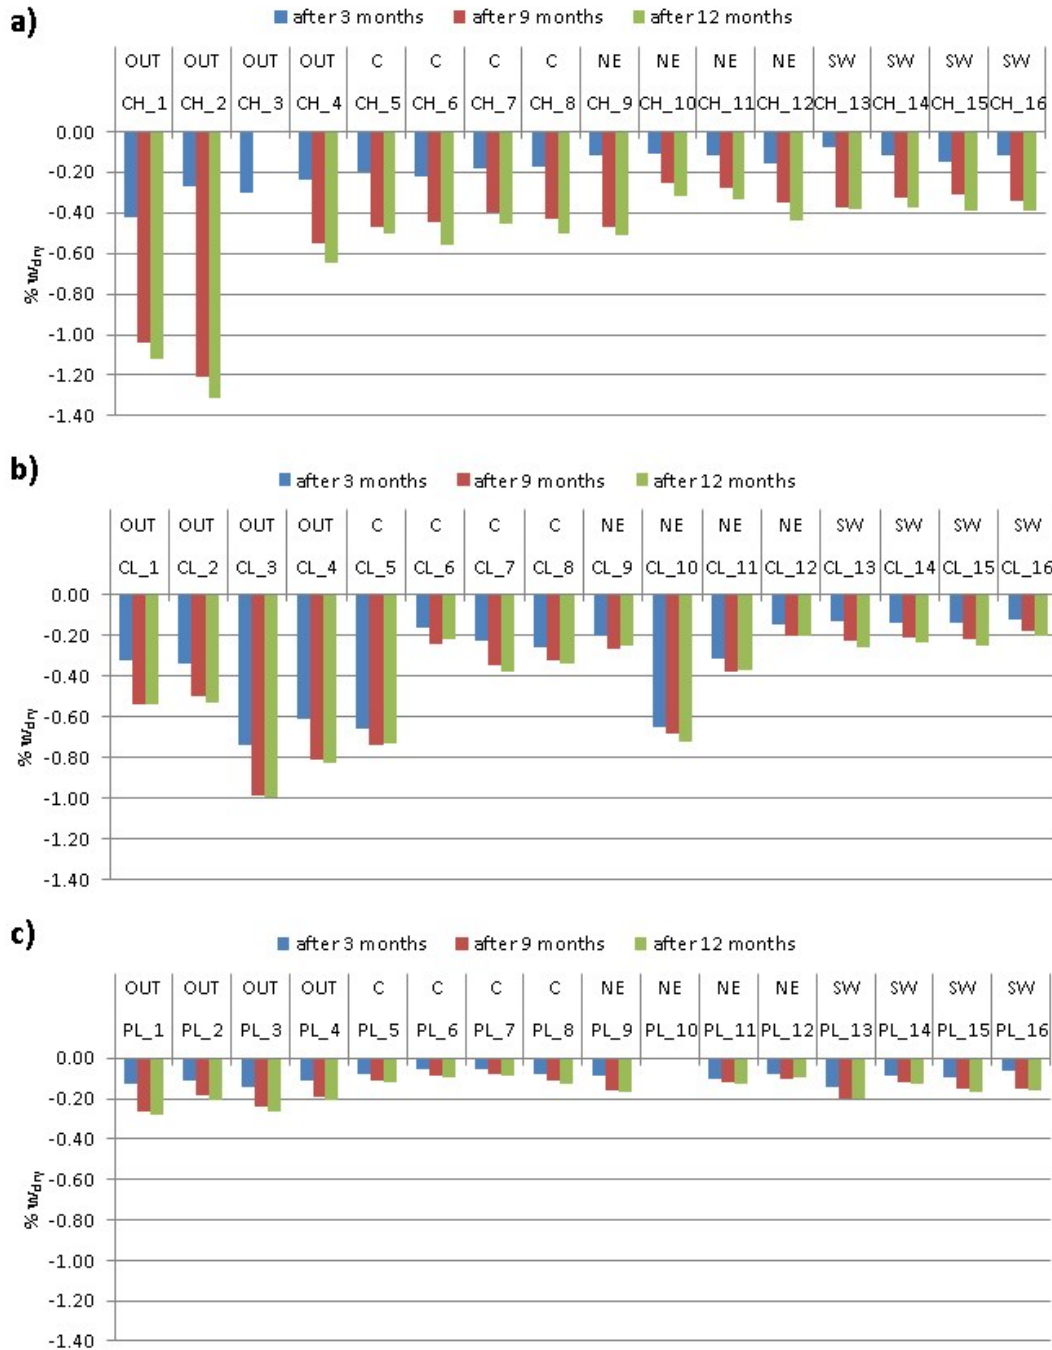 a)
after 3 months after 9 months after 12 months
OUT OUT OUT OUT C C C C NE NE NE NE SW SW SW SW
CH_1 CH_2 CH_3 CH_4 CH_5 CH_6 CH_7 CH_8 CH_9 CH_10 CH_11 CH_12 CH_13 CH_14 CH_15 CH_16
0.00
-0.20
-0.40
-0.60
-0.80
-1.00
-1.20
-1.40
% w/wdry
b)
after 3 months after 9 months after 12 months
OUT OUT OUT OUT C C C C NE NE NE NE SW SW SW SW
CL_1 CL_2 CL_3 CL_4 CL_5 CL_6 CL_7 CL_8 CL_9 CL_10 CL_11 CL_12 CL_13 CL_14 CL_15 CL_16
0.00
-0.20
-0.40
-0.60
-0.80
-1.00
-1.20
-1.40
% w/wdry
c)
after 3 months after 9 months after 12 months
OUT OUT OUT OUT C C C C NE NE NE NE SW SW SW SW
PL_1 PL_2 PL_3 PL_4 PL_5 PL_6 PL_7 PL_8 PL_9 PL_10 PL_11 PL_12 PL_13 PL_14 PL_15 PL_16
0.00
-0.20
-0.40
-0.60
-0.80
-1.00
-1.20
-1.40
% w/wdry